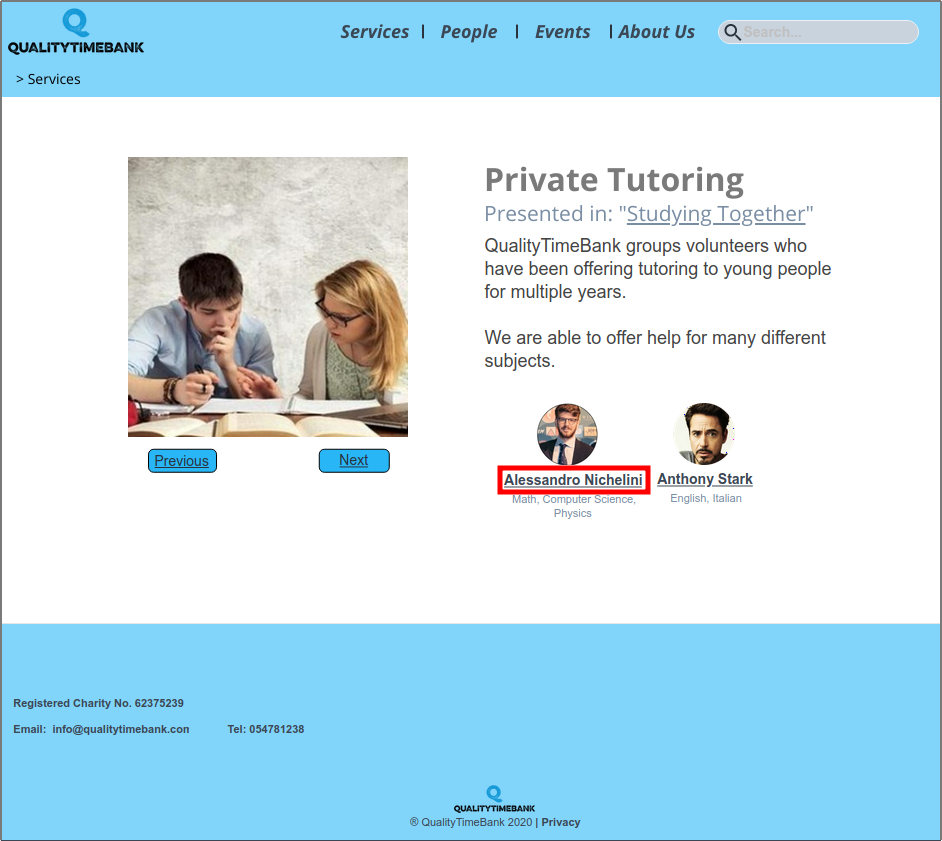 QUALITYTIMEBANK
Services | People | Events | About Us
Search...
> Services
Private Tutoring
Presented in: "Studying Together"
QualityTimeBank groups volunteers who
have been offering tutoring to young people
for multiple years.
We are able to offer help for many different
subjects.
Previous
Next
Alessandro Nichelini
Math, Computer Science,
Physics
Anthony Stark
English, Italian
Registered Charity No. 62375239
Email: info@qualitytimebank.con
Tel: 054781238
QUALITYTIMEBANK
® QualityTimeBank 2020 | Privacy